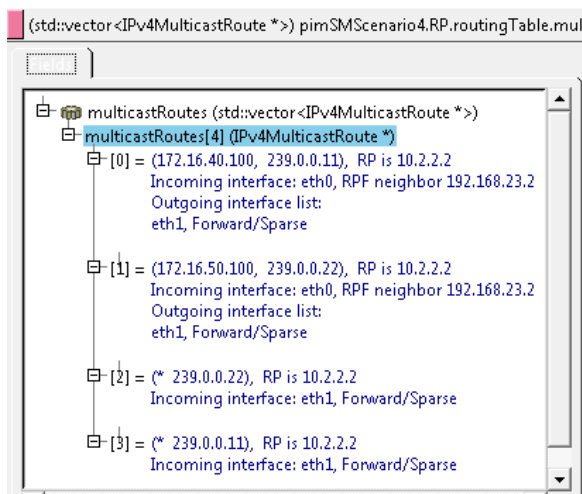 (std::vector<IPv4MulticastRoute *>) pimSMScenario4.RP.routingTable.mul
Fields
multicastRoutes (std::vector<IPv4MulticastRoute *>)
multicastRoutes[4] (IPv4MulticastRoute *)
[0] = (172.16.40.100, 239.0.0.11), RP is 10.2.2.2
Incoming interface: eth0, RPF neighbor 192.168.23.2
Outgoing interface list:
eth1, Forward/Sparse
[1] = (172.16.50.100, 239.0.0.22), RP is 10.2.2.2
Incoming interface: eth0, RPF neighbor 192.168.23.2
Outgoing interface list:
eth1, Forward/Sparse
[2] = (* 239.0.0.22), RP is 10.2.2.2
Incoming interface: eth1, Forward/Sparse
[3] = (* 239.0.0.11), RP is 10.2.2.2
Incoming interface: eth1, Forward/Sparse